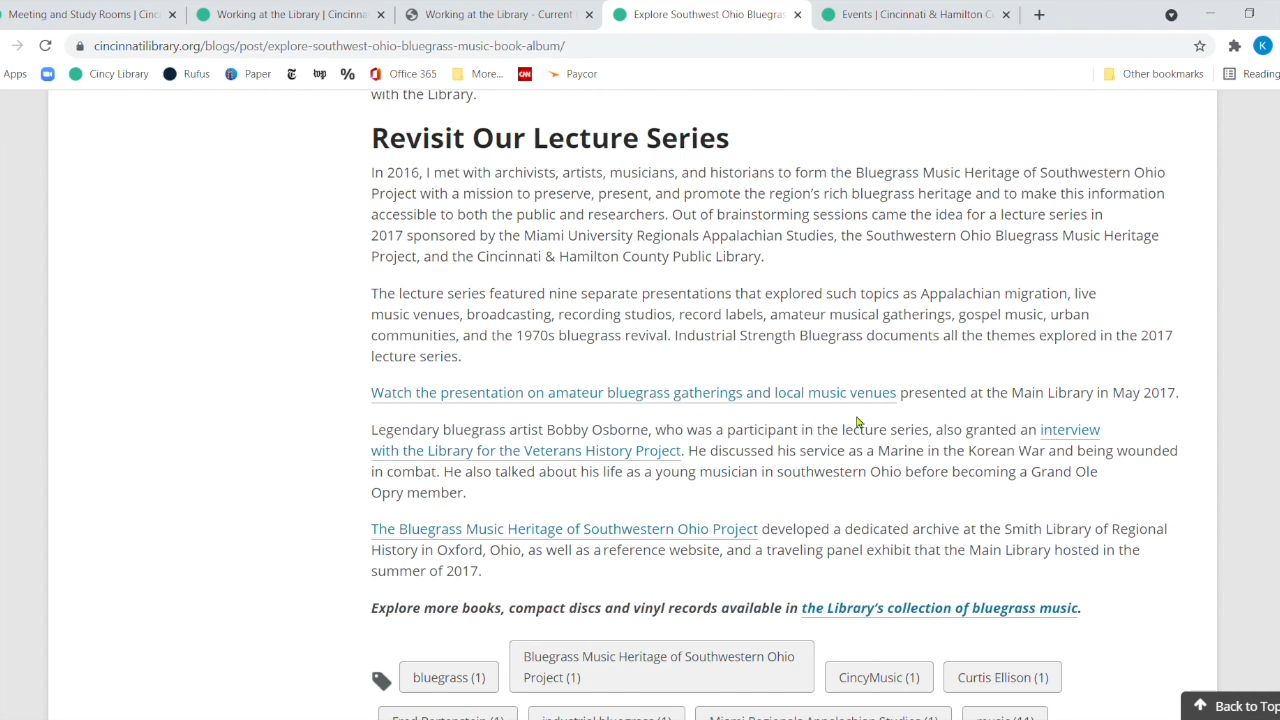 Meeting and Study Rooms | Cinc
Working at the Library | Cincinna
Working at the Library - Current
Explore Southwest Ohio Bluegras
Events | Cincinnati & Hamilton C
cincinnatilibrary.org/blogs/post/explore-southwest-ohio-bluegrass-music-book-album/
K
Apps
Cincy Library
Rufus
Paper
top
%
Office 365
More...
CNN
Paycor
Other bookmarks
Reading
with the Library.
Revisit Our Lecture Series
In 2016, I met with archivists, artists, musicians, and historians to form the Bluegrass Music Heritage of Southwestern Ohio
Project with a mission to preserve, present, and promote the region's rich bluegrass heritage and to make this information
accessible to both the public and researchers. Out of brainstorming sessions came the idea for a lecture series in
2017 sponsored by the Miami University Regionals Appalachian Studies, the Southwestern Ohio Bluegrass Music Heritage
Project, and the Cincinnati & Hamilton County Public Library.
The lecture series featured nine separate presentations that explored such topics as Appalachian migration, live
music venues, broadcasting, recording studios, record labels, amateur musical gatherings, gospel music, urban
communities, and the 1970s bluegrass revival. Industrial Strength Bluegrass documents all the themes explored in the 2017
lecture series.
Watch the presentation on amateur bluegrass gatherings and local music venues presented at the Main Library in May 2017.
Legendary bluegrass artist Bobby Osborne, who was a participant in the lecture series, also granted an interview
with the Library for the Veterans History Project. He discussed his service as a Marine in the Korean War and being wounded
in combat. He also talked about his life as a young musician in southwestern Ohio before becoming a Grand Ole
Opry member.
The Bluegrass Music Heritage of Southwestern Ohio Project developed a dedicated archive at the Smith Library of Regional
History in Oxford, Ohio, as well as a reference website, and a traveling panel exhibit that the Main Library hosted in the
summer of 2017.
Explore more books, compact discs and vinyl records available in the Library's collection of bluegrass music.
bluegrass (1)
Bluegrass Music Heritage of Southwestern Ohio
Project (1)
CincyMusic (1)
Curtis Ellison (1)
Fred Bartenstein (1)
industrial bluegrass (1)
Miami Regionals Appalachian Studies (1)
music (11)
Back to Top